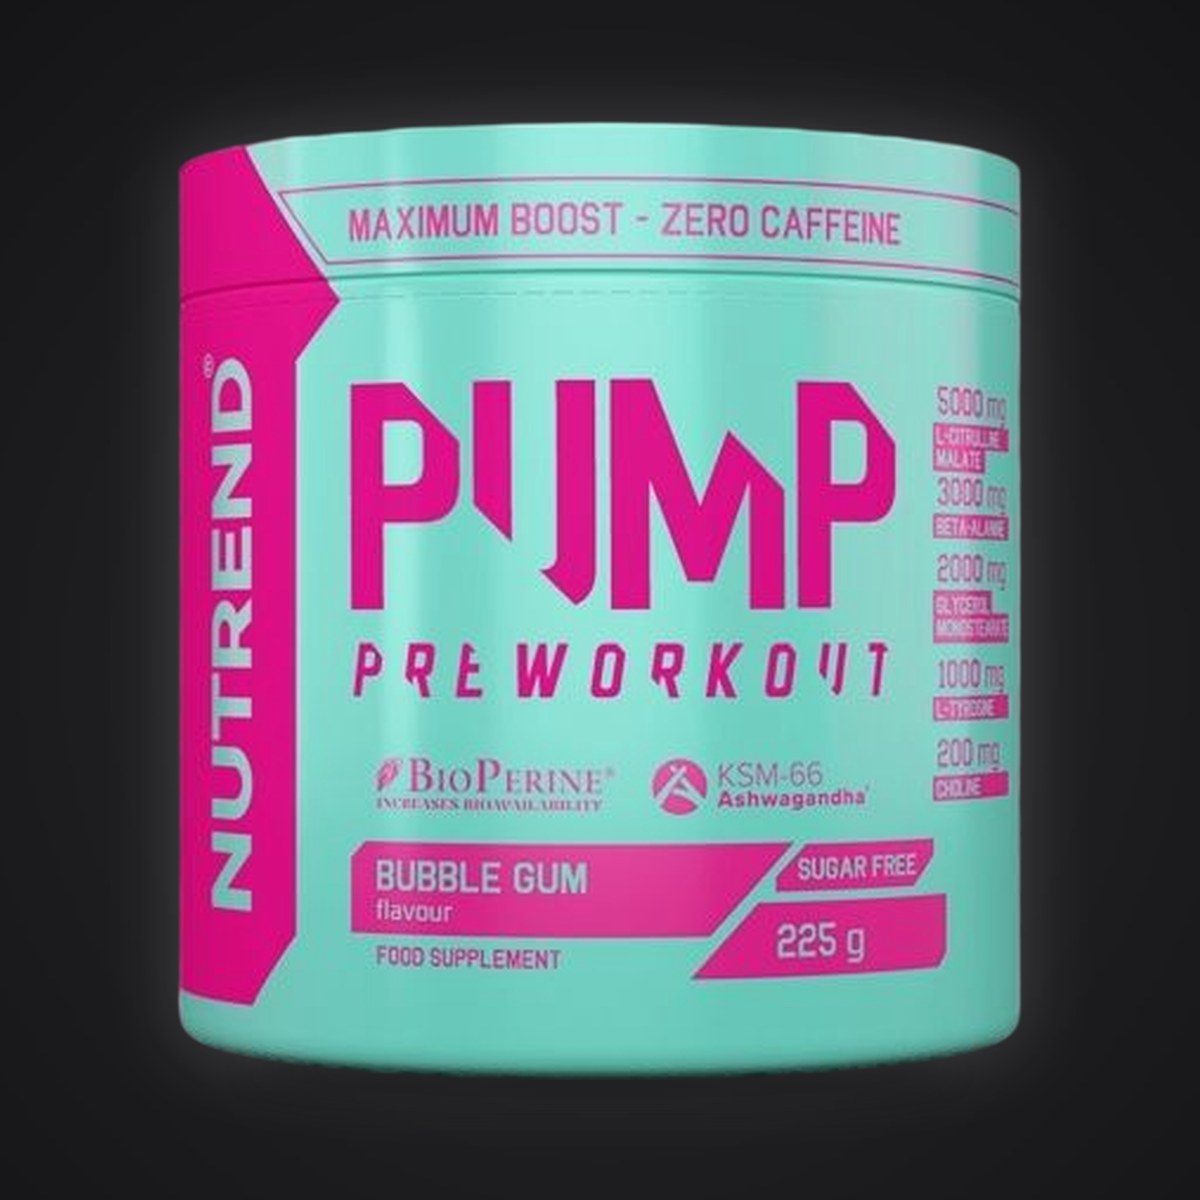 MAXIMUM BOOST - ZERO CAFFEINE
NUTREND®
PUMP
PREWORKOUT
5000 mg
L-CITRULLINE
MALATE
3000 mg
BETA-ALANINE
2000 mg
GLYCEROL
MONOSTEARATE
1000 mg
L-TYROSINE
200 mg
CHOLINE
BIOPERINE®
INCREASES BIOAVAILABILITY
KSM-66
Ashwagandha®
BUBBLE GUM
flavour
SUGAR FREE
225 g
FOOD SUPPLEMENT